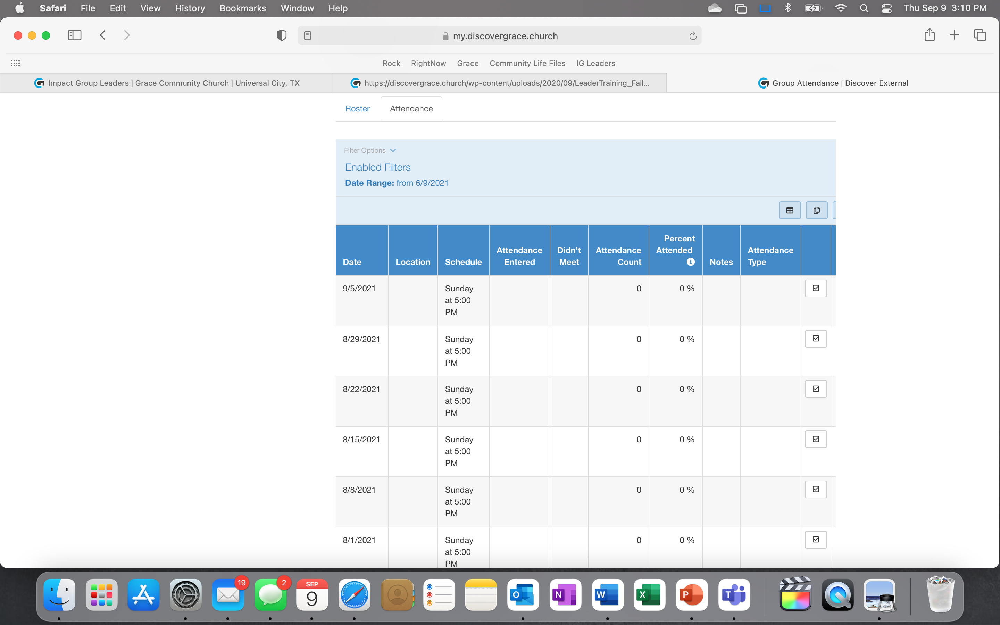 Safari File Edit View History Bookmarks Window Help Thu Sep 9 3:10 PM
my.discovergrace.church
Rock RightNow Grace Community Life Files IG Leaders
Impact Group Leaders | Grace Community Church | Universal City, TX
https://discovergrace.church/wp-content/uploads/2020/09/LeaderTraining_Fall...
Group Attendance | Discover External
Roster Attendance
Filter Options
Enabled Filters
Date Range: from 6/9/2021
Date Location Schedule Attendance Entered Didn't Meet Attendance Count Percent Attended Notes Attendance Type
9/5/2021 Sunday at 5:00 PM 0 0 %
8/29/2021 Sunday at 5:00 PM 0 0 %
8/22/2021 Sunday at 5:00 PM 0 0 %
8/15/2021 Sunday at 5:00 PM 0 0 %
8/8/2021 Sunday at 5:00 PM 0 0 %
8/1/2021 Sunday at 5:00 PM 0 0 %
19 2 SEP 9 O N W X P T